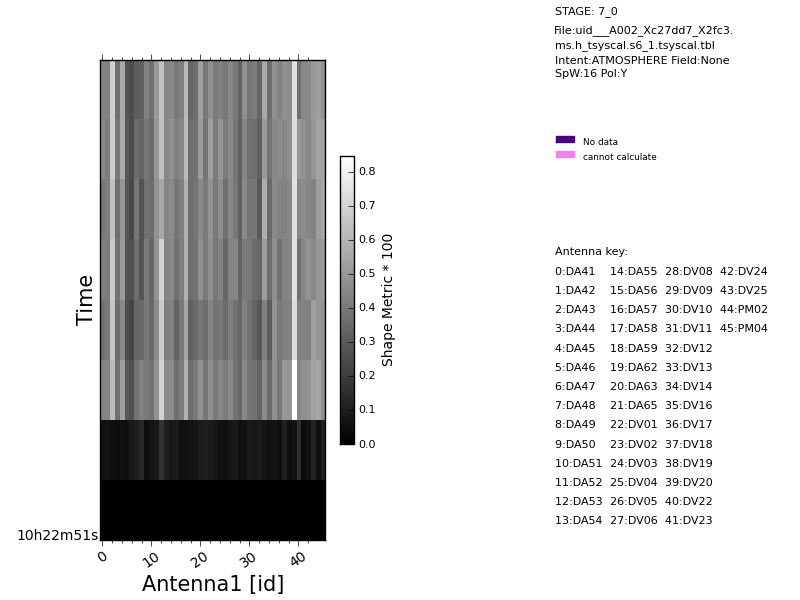 STAGE: 7_0
File:uid___A002_Xc27dd7_X2fc3.
ms.h_tsyscal.s6_1.tsyscal.tbl
Intent:ATMOSPHERE Field:None
SpW:16 Pol:Y
No data
cannot calculate
0.8
0.7
0.6
0.5
0.4
0.3
0.2
0.1
0.0
Shape Metric * 100
Time
10h22m51s
0 10 20 30 40
Antenna1 [id]
Antenna key:
0:DA41 14:DA55 28:DV08 42:DV24
1:DA42 15:DA56 29:DV09 43:DV25
2:DA43 16:DA57 30:DV10 44:PM02
3:DA44 17:DA58 31:DV11 45:PM04
4:DA45 18:DA59 32:DV12
5:DA46 19:DA62 33:DV13
6:DA47 20:DA63 34:DV14
7:DA48 21:DA65 35:DV16
8:DA49 22:DV01 36:DV17
9:DA50 23:DV02 37:DV18
10:DA51 24:DV03 38:DV19
11:DA52 25:DV04 39:DV20
12:DA53 26:DV05 40:DV22
13:DA54 27:DV06 41:DV23